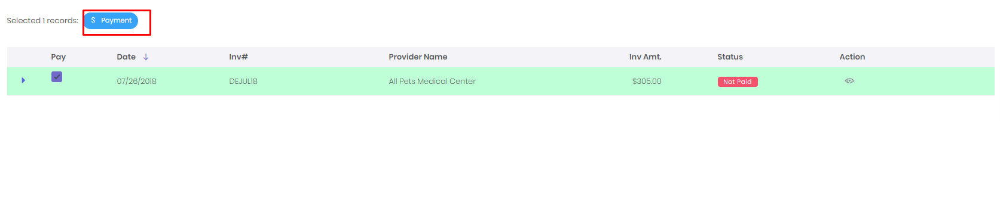 Selected 1 records: $ Payment
Pay Date ↓ Inv# Provider Name Inv Amt. Status Action
07/26/2018 DEJUL18 All Pets Medical Center $305.00 Not Paid